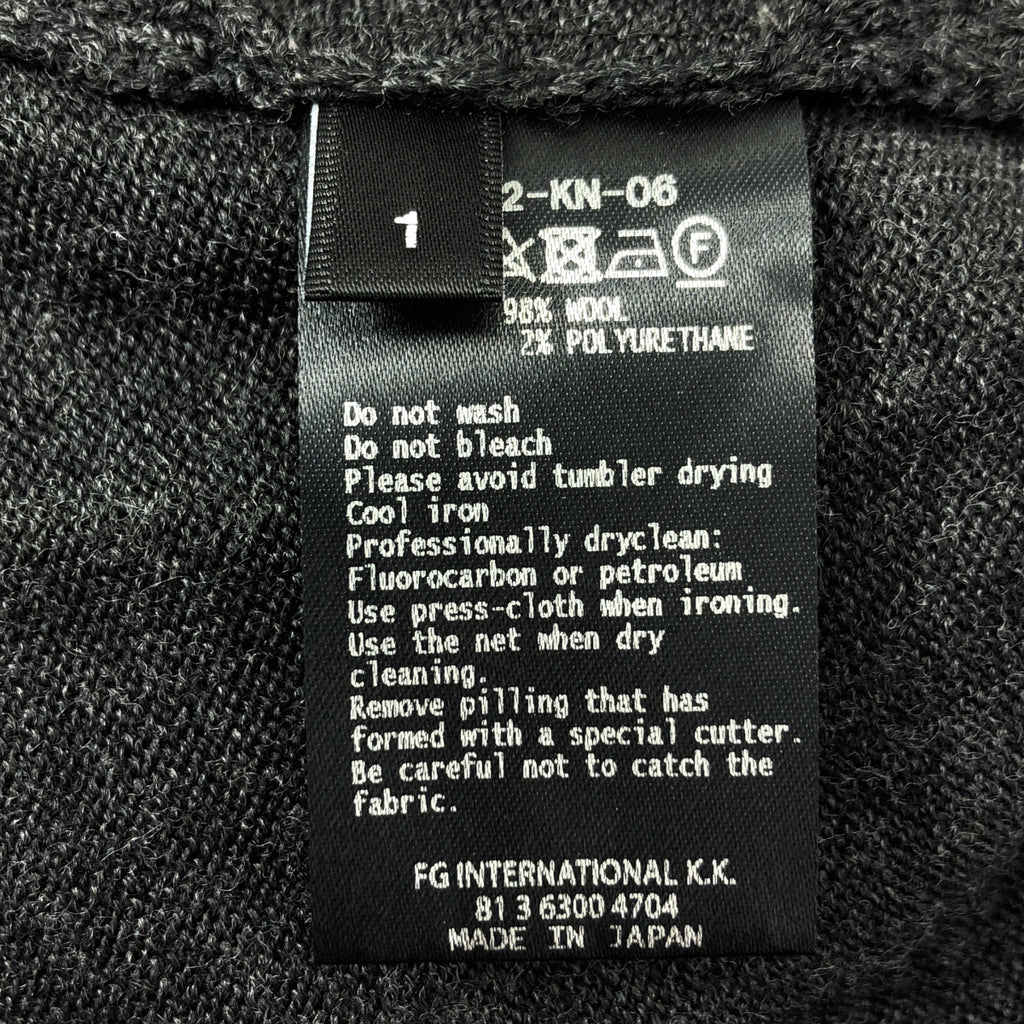 1
2-KN-06
F
98% WOOL
2% POLYURETHANE
Do not wash
Do not bleach
Please avoid tumbler drying
Cool iron
Professionally dryclean:
Fluorocarbon or petroleum
Use press-cloth when ironing.
Use the net when dry
cleaning.
Remove pilling that has
formed with a special cutter.
Be careful not to catch the
fabric.
FG INTERNATIONAL K.K.
81 3 6300 4704
MADE IN JAPAN